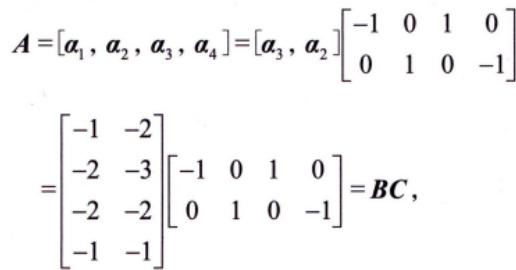 A = [α₁, α₂, α₃, α₄] = [α₃, α₂] [−1 0 1 0; 0 1 0 −1]
= [−1 −2; −2 −3; −2 −2; −1 −1] [−1 0 1 0; 0 1 0 −1] = BC,